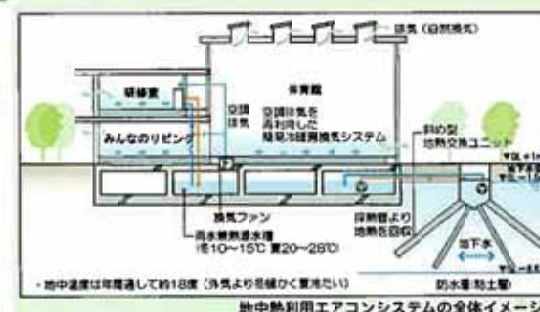 排気（自然換気）
研修室
体育館
空調
排気
空調排気を
再利用した
簡易冷暖房換気システム
みんなのリビング
斜め型
地熱交換ユニット
換気ファン
採熱管より
地熱を回収
雨水兼熱源水槽
（冬10～15℃ 夏20～28℃）
地下水
・地中温度は年間通して約18度（外気より冬暖かく夏冷たい）
防水層（粘土層）
地中熱利用エアコンシステムの全体イメージ